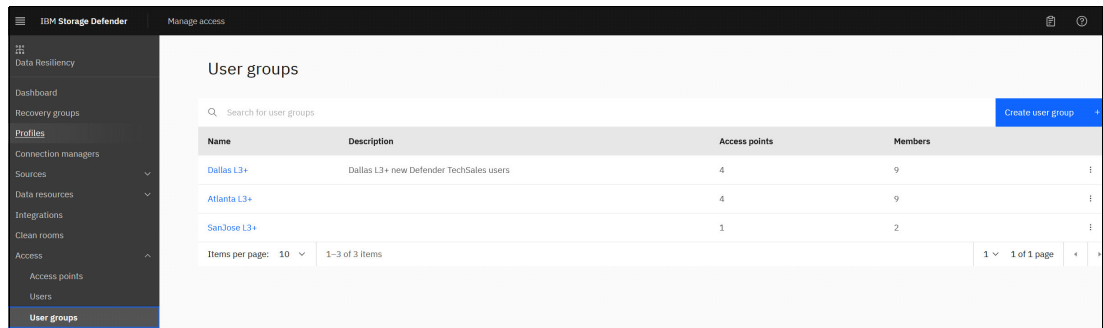 IBM Storage Defender
Manage access
Data Resiliency
Dashboard
Recovery groups
Profiles
Connection managers
Sources
Data resources
Integrations
Clean rooms
Access
Access points
Users
User groups
User groups
Search for user groups
Create user group +
Name Description Access points Members
Dallas L3+ Dallas L3+ new Defender TechSales users 4 9
Atlanta L3+ 4 9
SanJose L3+ 1 2
Items per page: 10 1–3 of 3 items 1 1 of 1 page